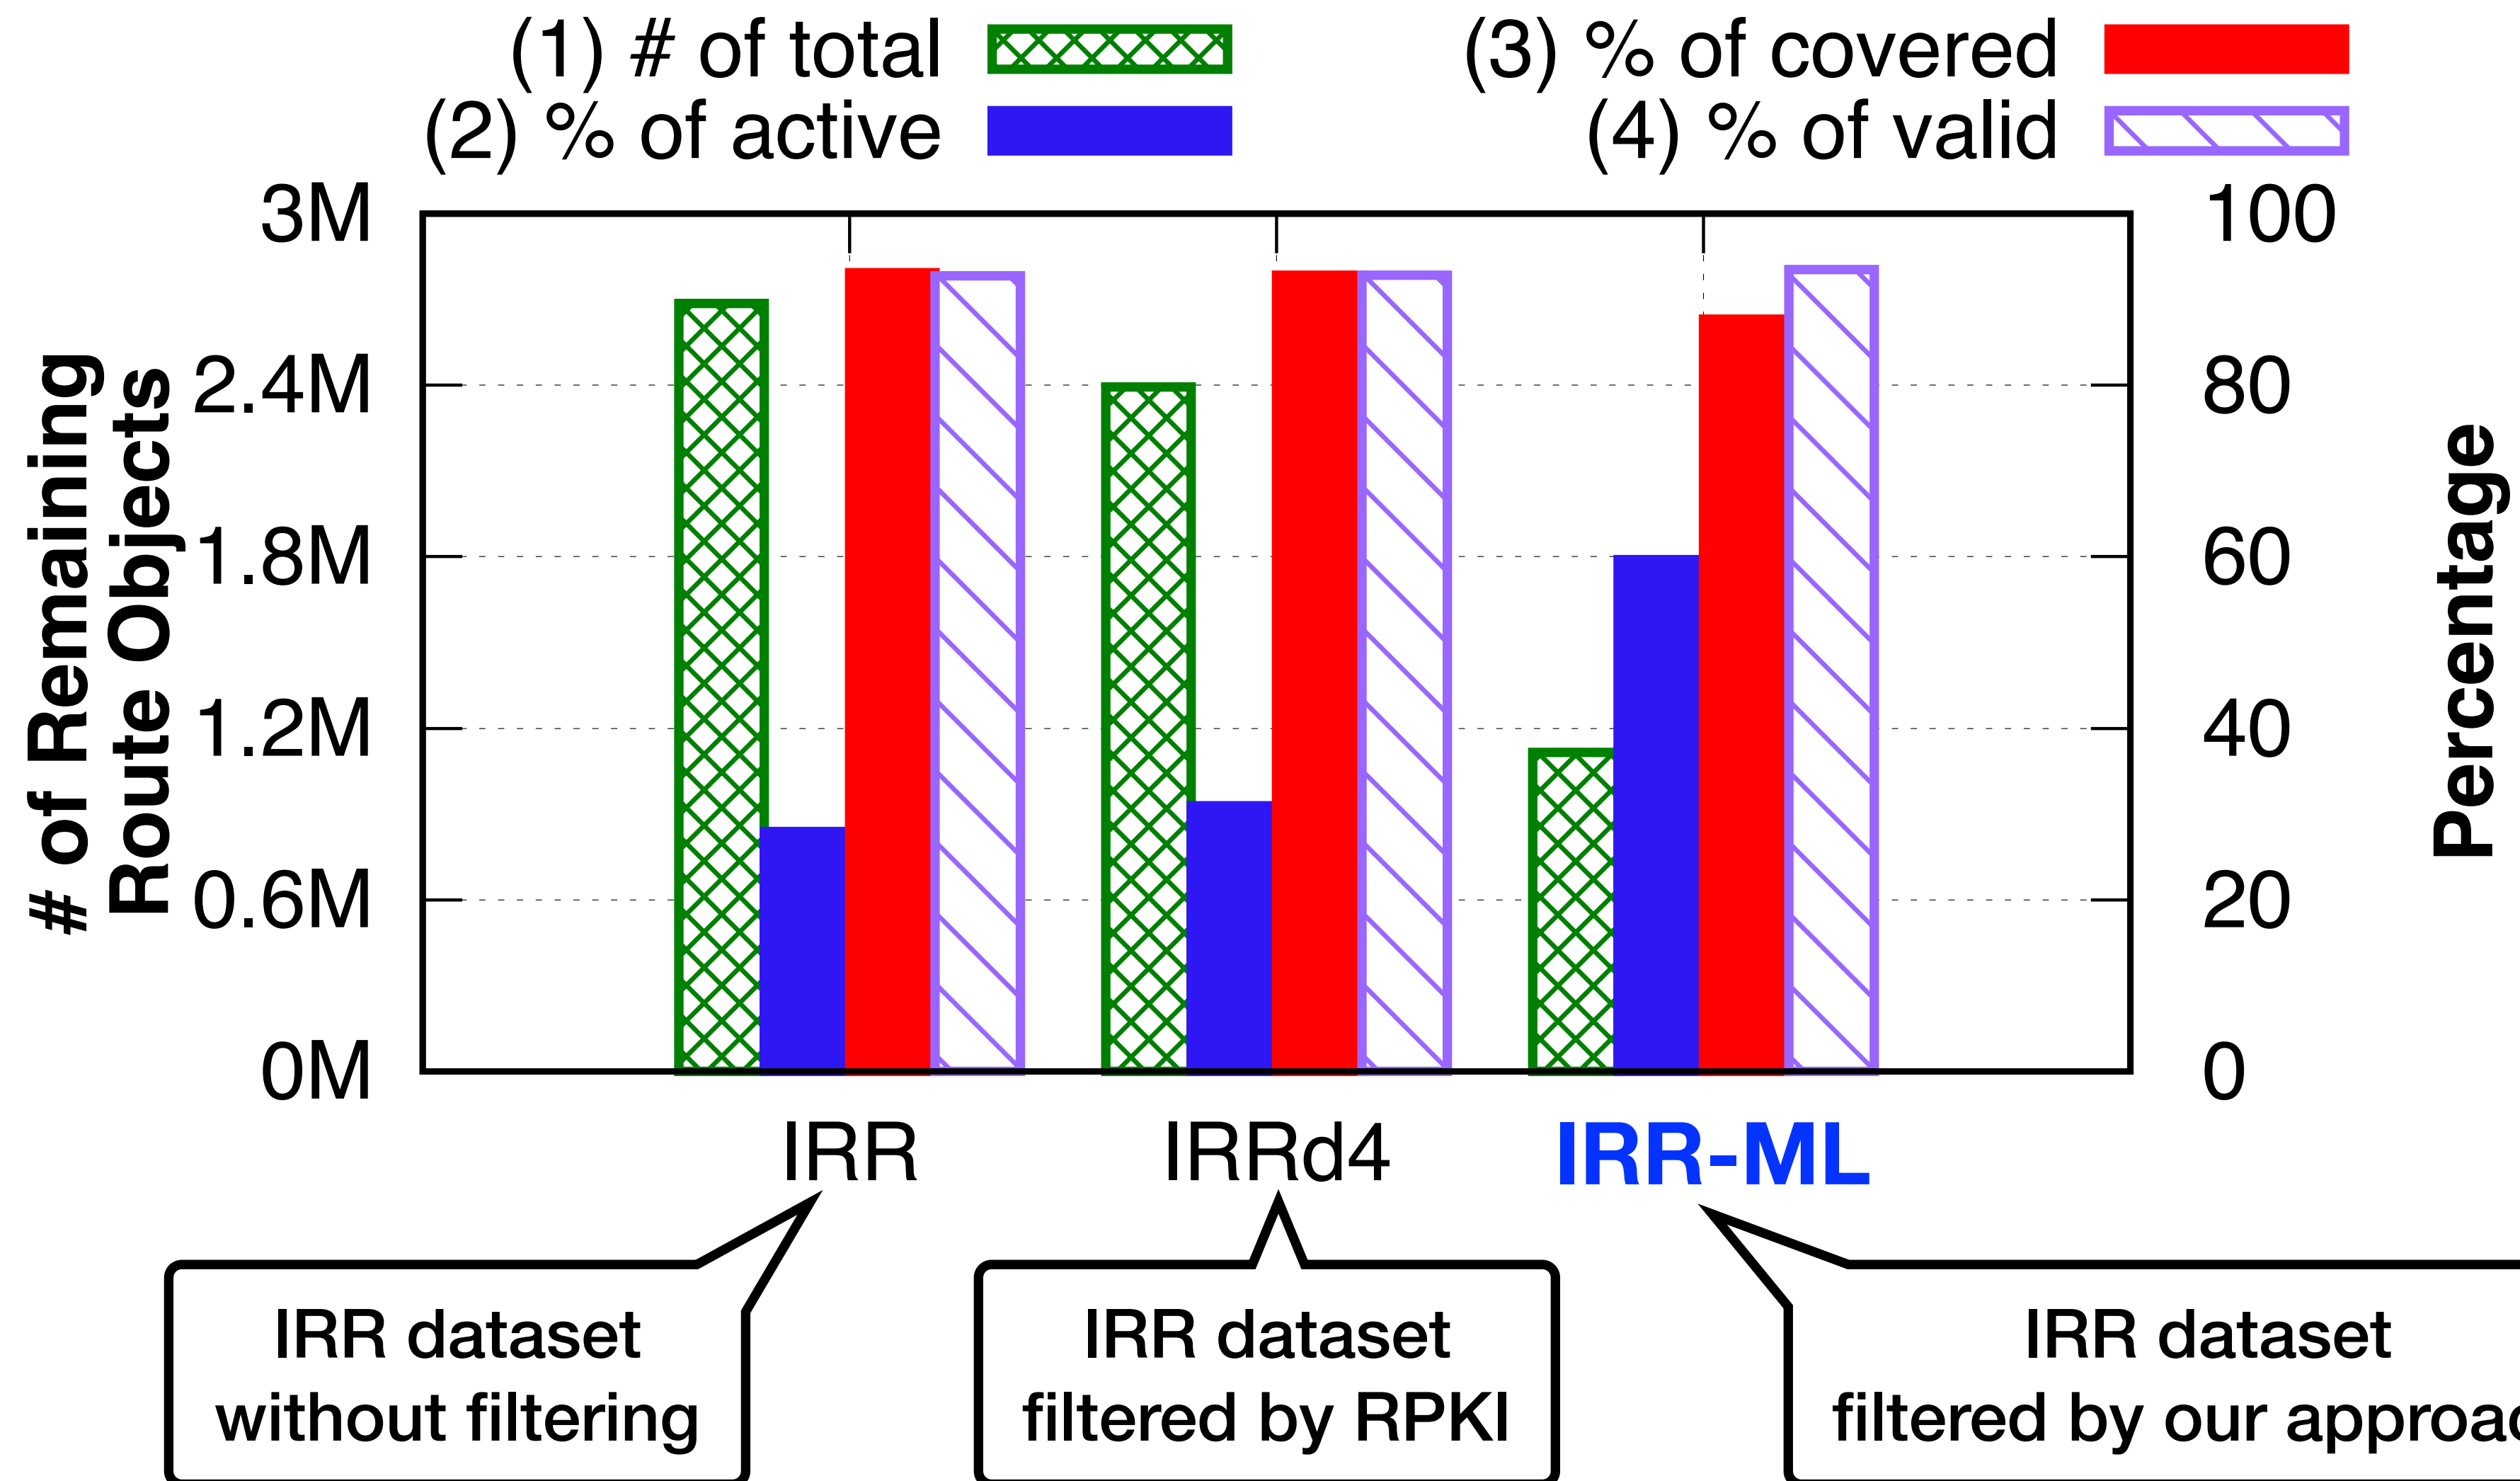 (1) # of total
(2) % of active
(3) % of covered
(4) % of valid
# of Remaining
Route Objects
3M
2.4M
1.8M
1.2M
0.6M
0M
100
80
60
40
20
0
Percentage
IRR
IRRd4
IRR-ML
IRR dataset
without filtering
IRR dataset
filtered by RPKI
IRR dataset
filtered by our